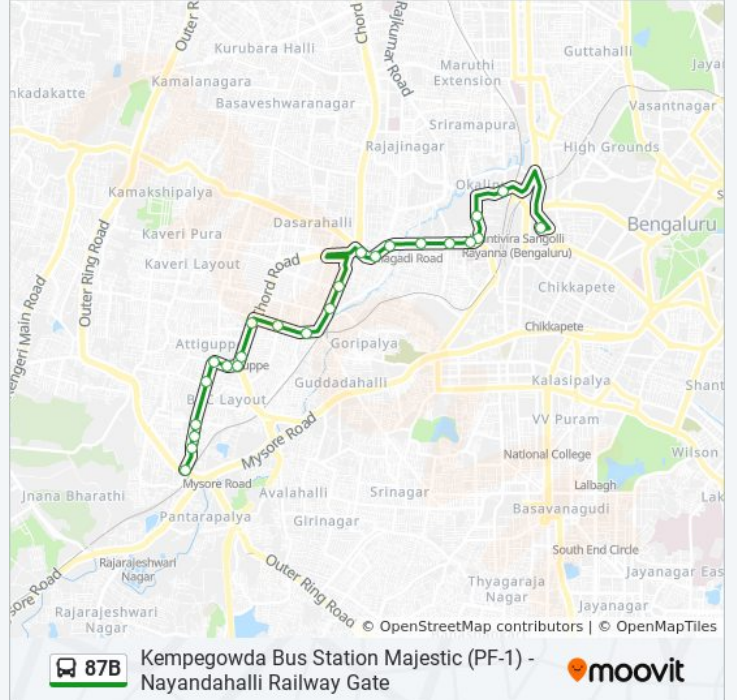 Outer R
Chord
Rajkumar Road
Kurubara Halli
Guttahalli
Maruthi
Extension
Jaya
nkadakatte
Kamalanagara
Basaveshwaranagar
Vasantnagar
Sriramapura
Rajajinagar
High Grounds
Kamakshipalya
Okalip
Dasarahalli
Bengaluru
Kaveri Pura
ntivira Sangolli
Rayanna (Bengaluru)
agadi Road
Kaveri Layout
Outer Ring Road
Chord Road
Chikkapete
engeri Main Road
Chikkapete
Attigupp
Goripalya
uppe
Guddadahalli
Kalasipalya
Shant
B C Layout
VV Puram
Mysore Road
National College
Wilson
Mysore Road
Lalbagh
Jnana Bharathi
Avalahalli
Srinagar
Lak
Pantarapalya
Girinagar
Basavanagudi
South End Circle
Rajarajeshwari
Nagar
Outer Ring Road
Jayanagar Eas
sore Road
Thyagaraja
Nagar
Jayanagar
Rajarajeshwari
Nagar
© OpenStreetMap contributors | © OpenMapTiles
87B
Kempegowda Bus Station Majestic (PF-1) -
Nayandahalli Railway Gate
moovit